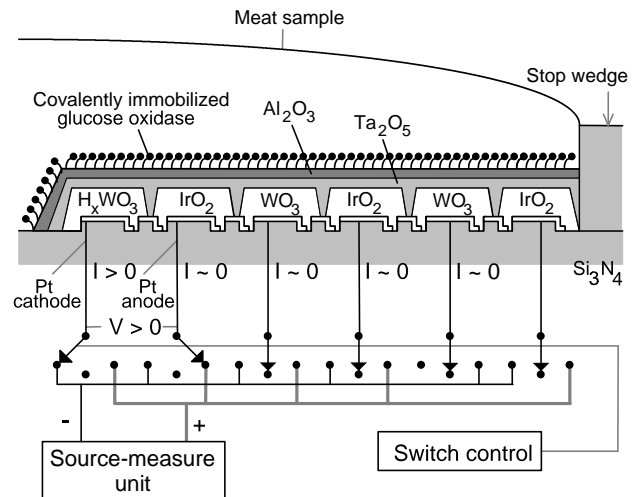 Meat sample
Stop wedge
Covalently immobilized
glucose oxidase
Al2O3
Ta2O5
HxWO3
IrO2
WO3
IrO2
WO3
IrO2
Pt
cathode
I > 0
Pt
anode
I ~ 0
I ~ 0
I ~ 0
I ~ 0
Si3N4
V > 0
-
+
Source-measure
unit
Switch control